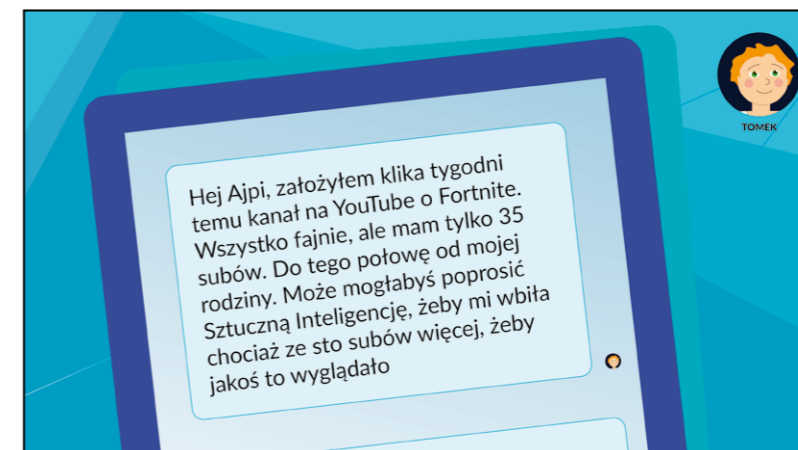 TOMEK
Hej Ajpi, założyłem klika tygodni
temu kanał na YouTube o Fortnite.
Wszystko fajnie, ale mam tylko 35
subów. Do tego połowę od mojej
rodziny. Może mogłabyś poprosić
Sztuczną Inteligencję, żeby mi wbiła
chociaż ze sto subów więcej, żeby
jakoś to wyglądało